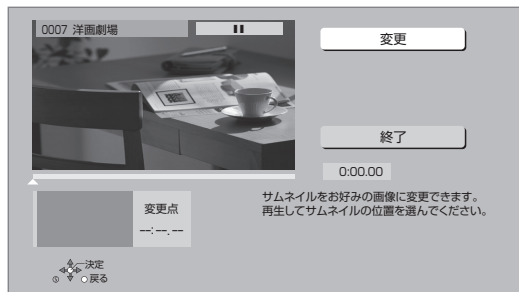 0007 洋画劇場
変更
終了
0:00.00
変更点
--:--.--
サムネイルをお好みの画像に変更できます。
再生してサムネイルの位置を選んでください。
決定
S
戻る